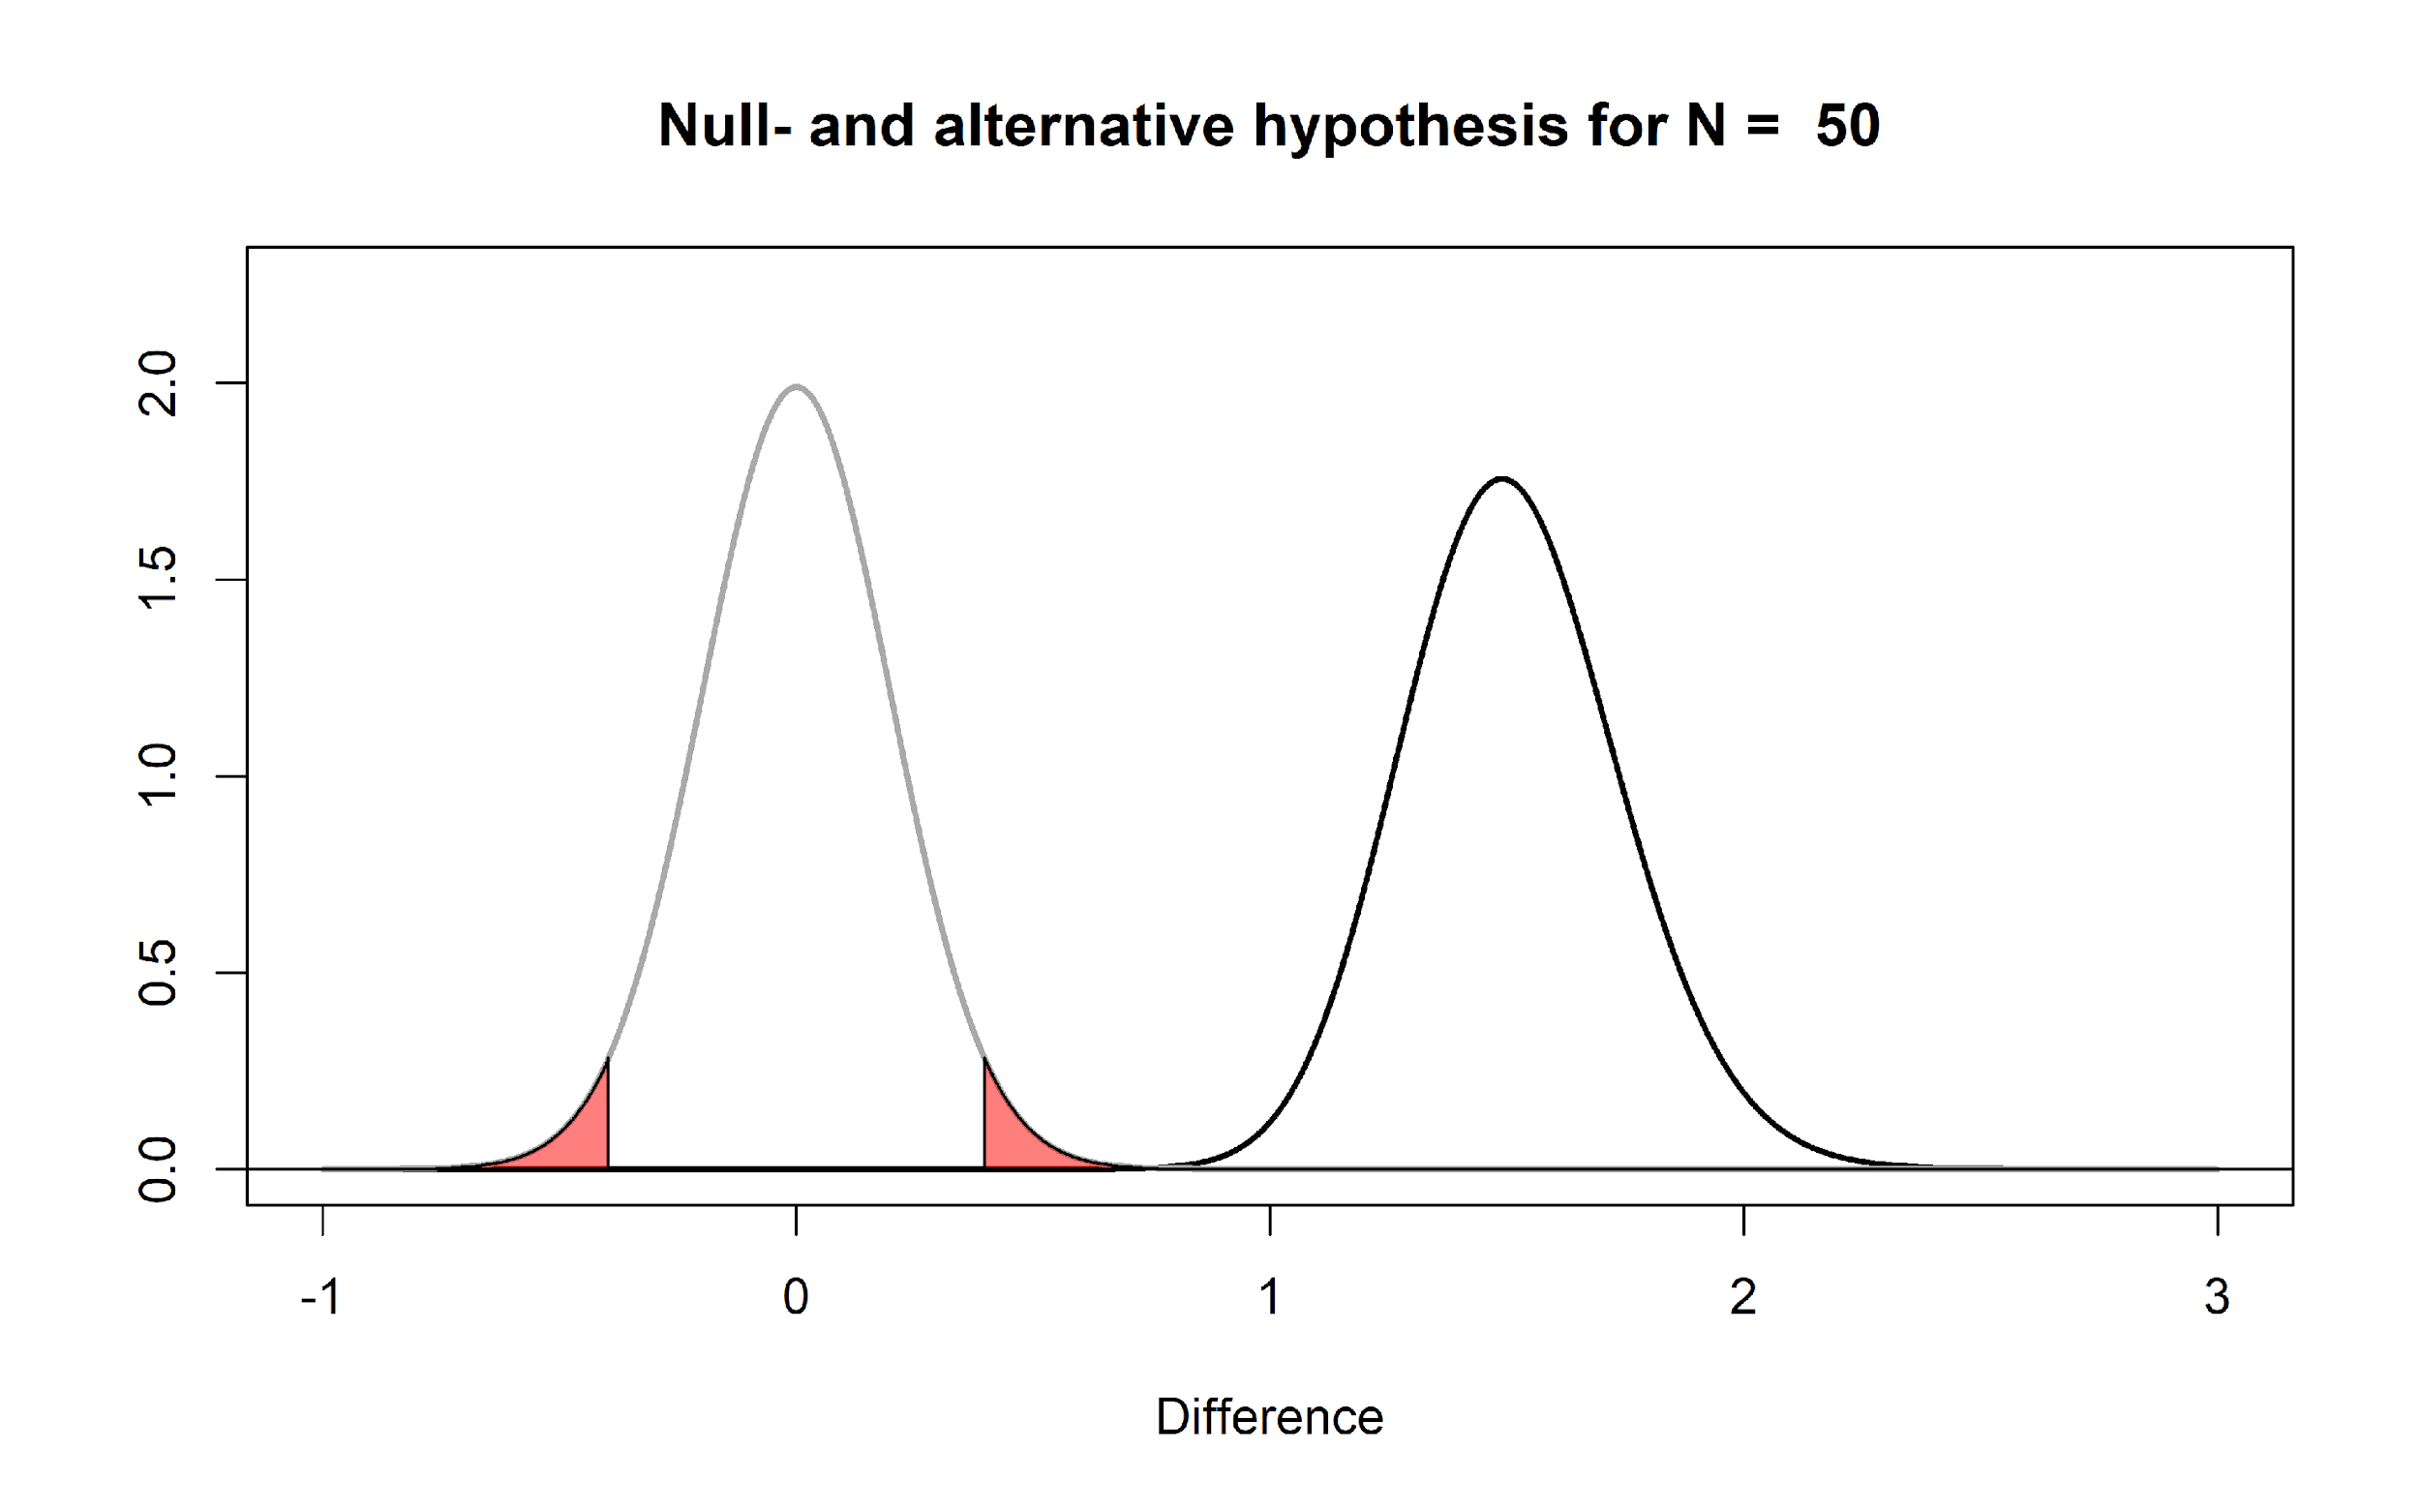 Null- and alternative hypothesis for N =  50
2.0
1.5
1.0
0.5
0.0
-1 0 1 2 3
Difference